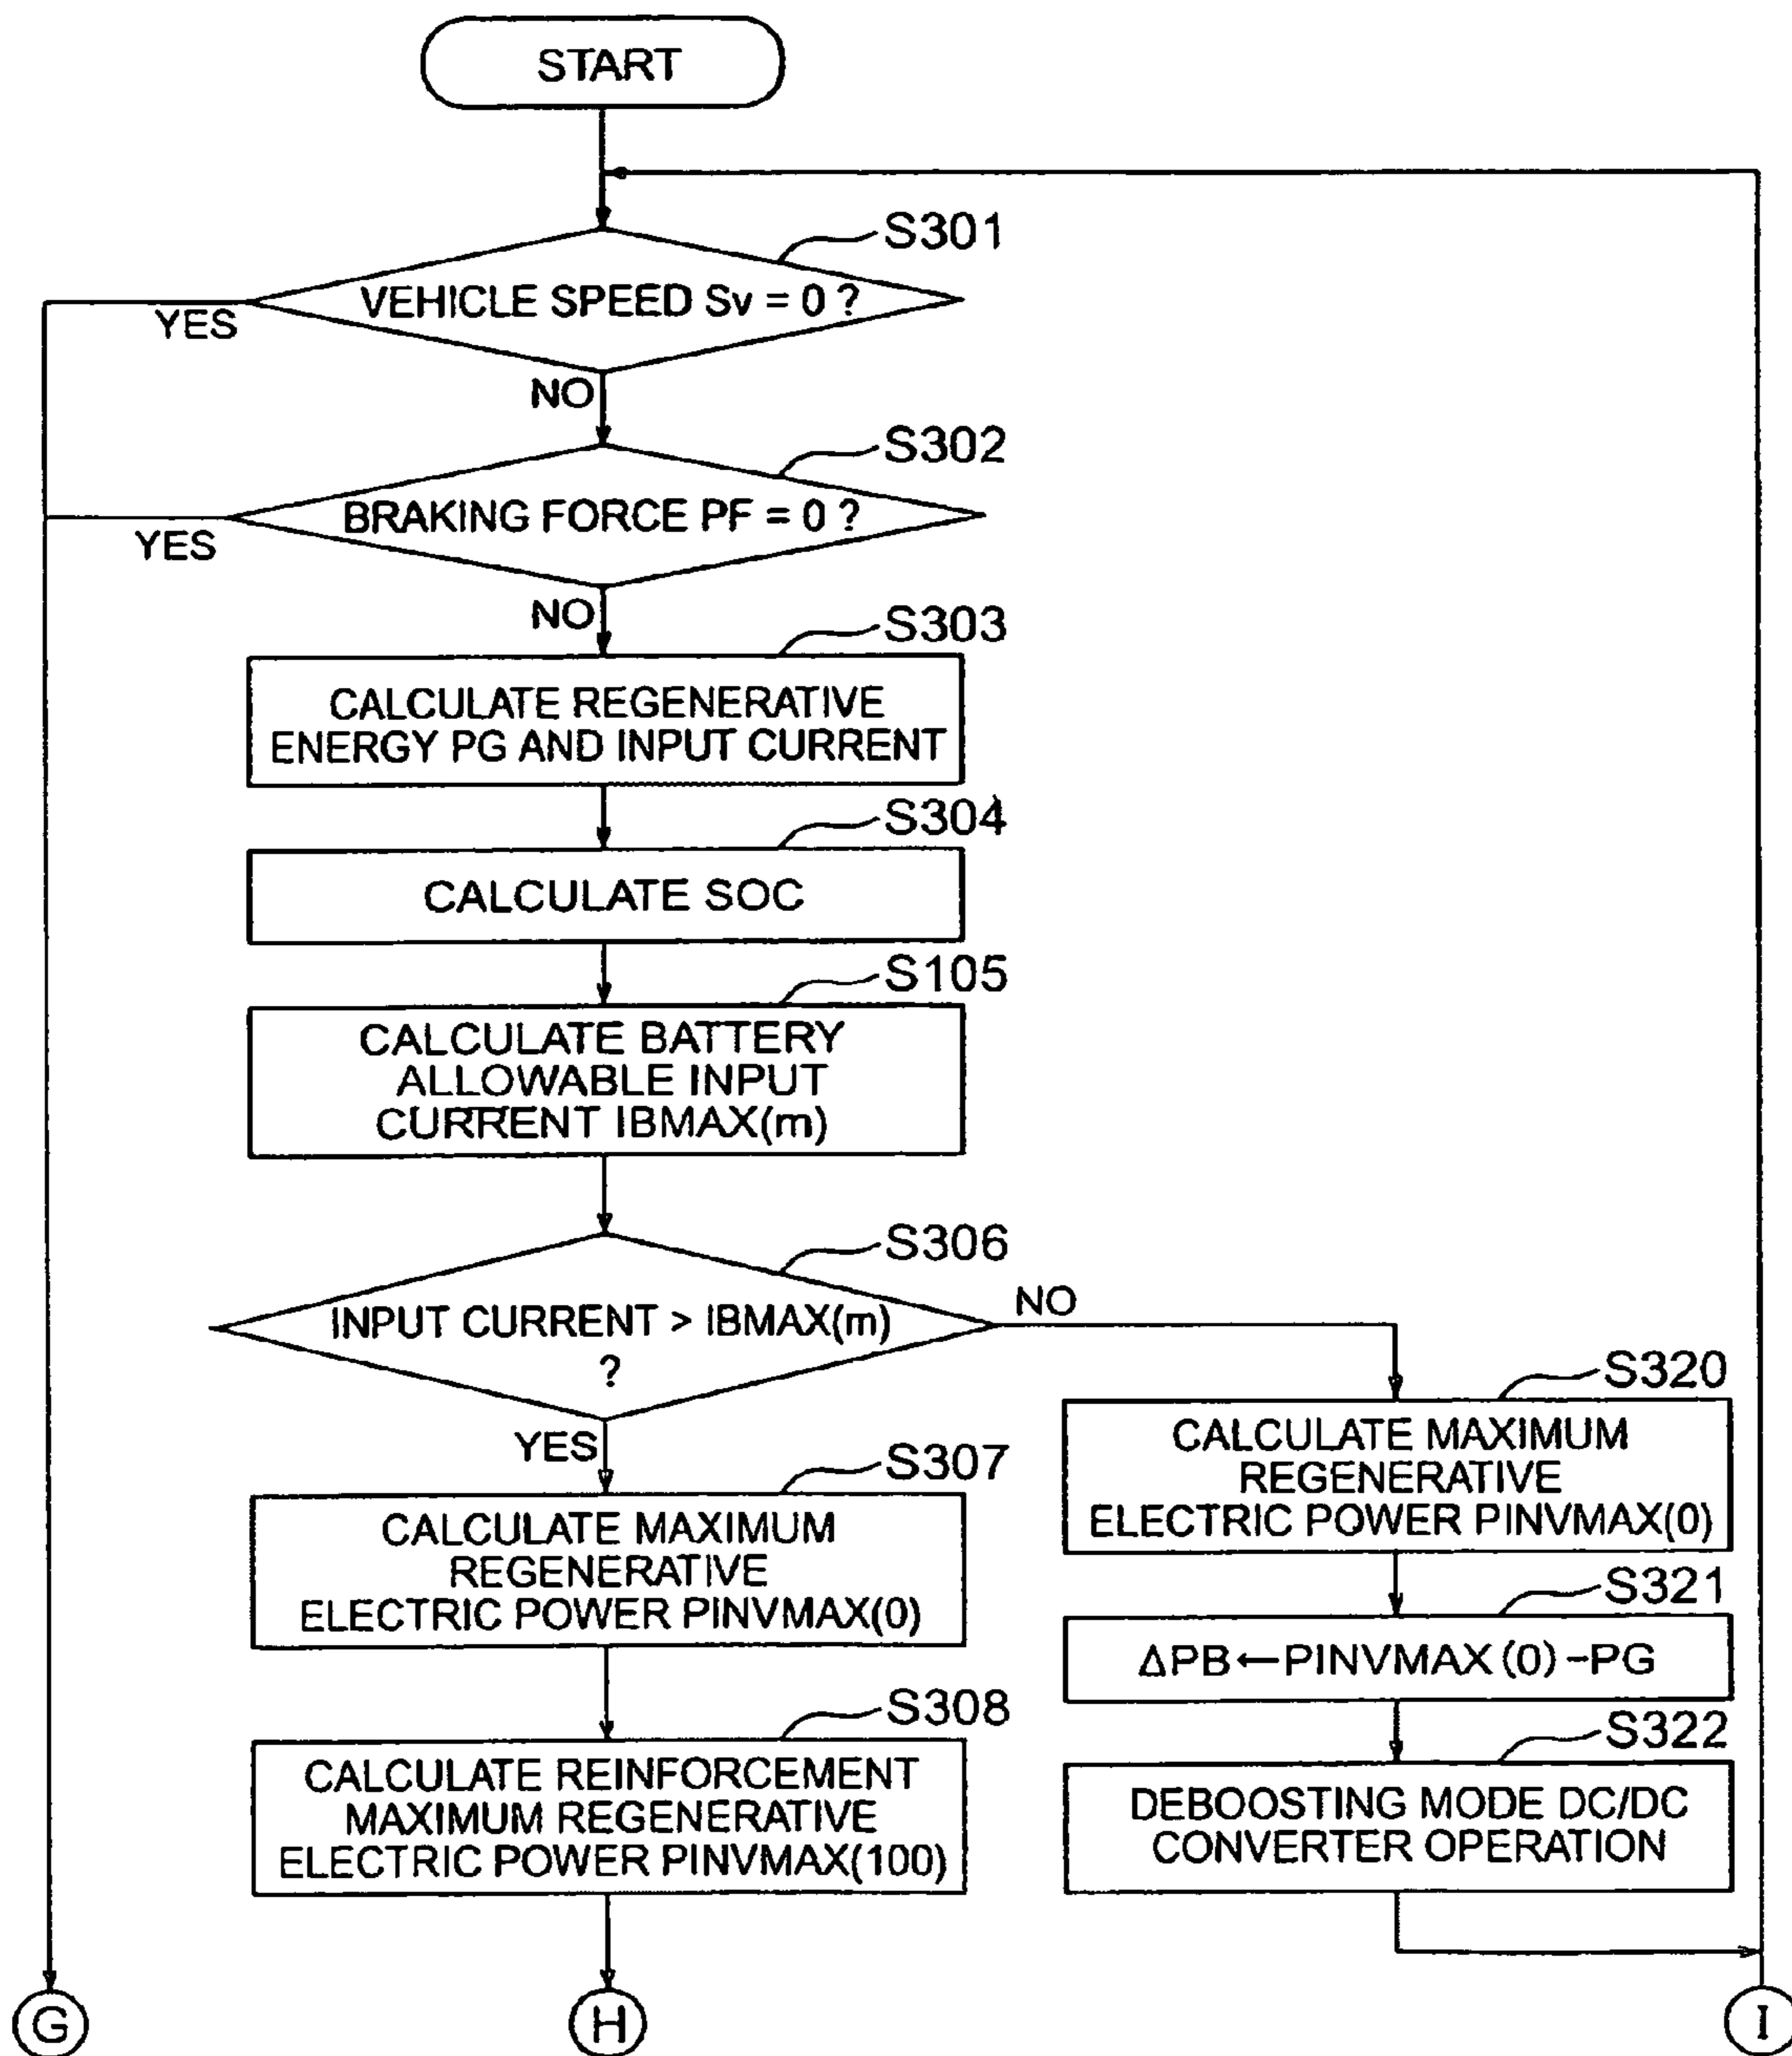 START
S301
VEHICLE SPEED Sv = 0 ?
YES
NO
S302
BRAKING FORCE PF = 0 ?
YES
NO
S303
CALCULATE REGENERATIVE
ENERGY PG AND INPUT CURRENT
S304
CALCULATE SOC
S105
CALCULATE BATTERY
ALLOWABLE INPUT
CURRENT IBMAX(m)
S306
INPUT CURRENT > IBMAX(m)
?
NO
YES
S307
CALCULATE MAXIMUM
REGENERATIVE
ELECTRIC POWER PINVMAX(0)
S308
CALCULATE REINFORCEMENT
MAXIMUM REGENERATIVE
ELECTRIC POWER PINVMAX(100)
S320
CALCULATE MAXIMUM
REGENERATIVE
ELECTRIC POWER PINVMAX(0)
S321
ΔPB←PINVMAX(0)-PG
S322
DEBOOSTING MODE DC/DC
CONVERTER OPERATION
G
H
I